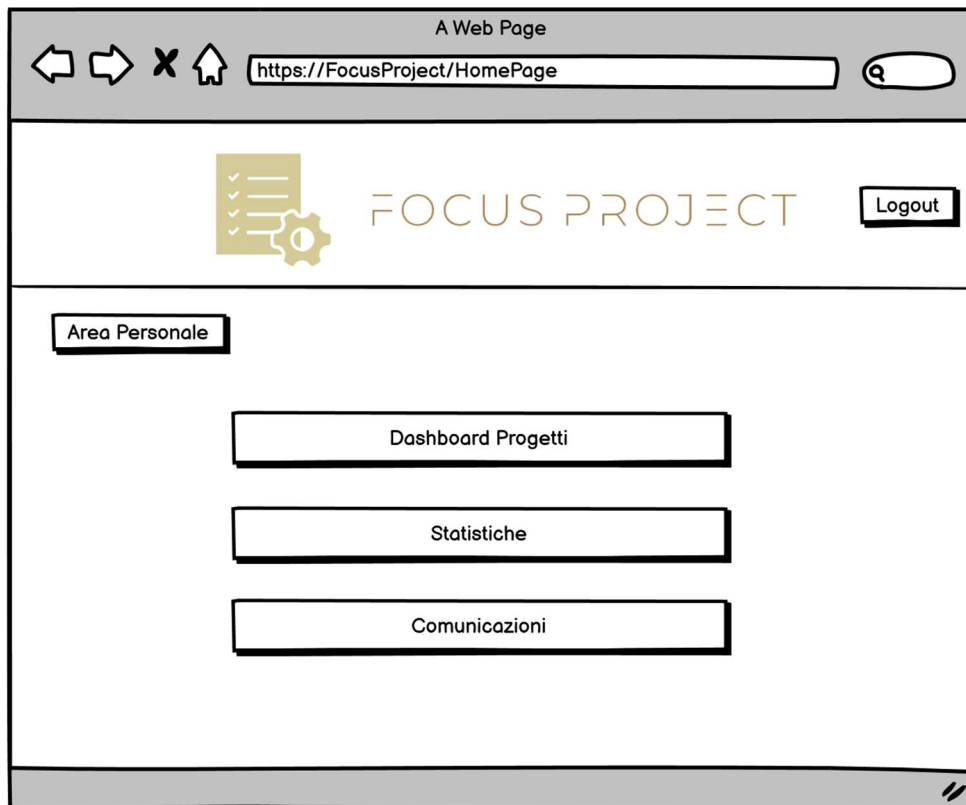 A Web Page
https://FocusProject/HomePage
FOCUS PROJECT
Logout
Area Personale
Dashboard Progetti
Statistiche
Comunicazioni